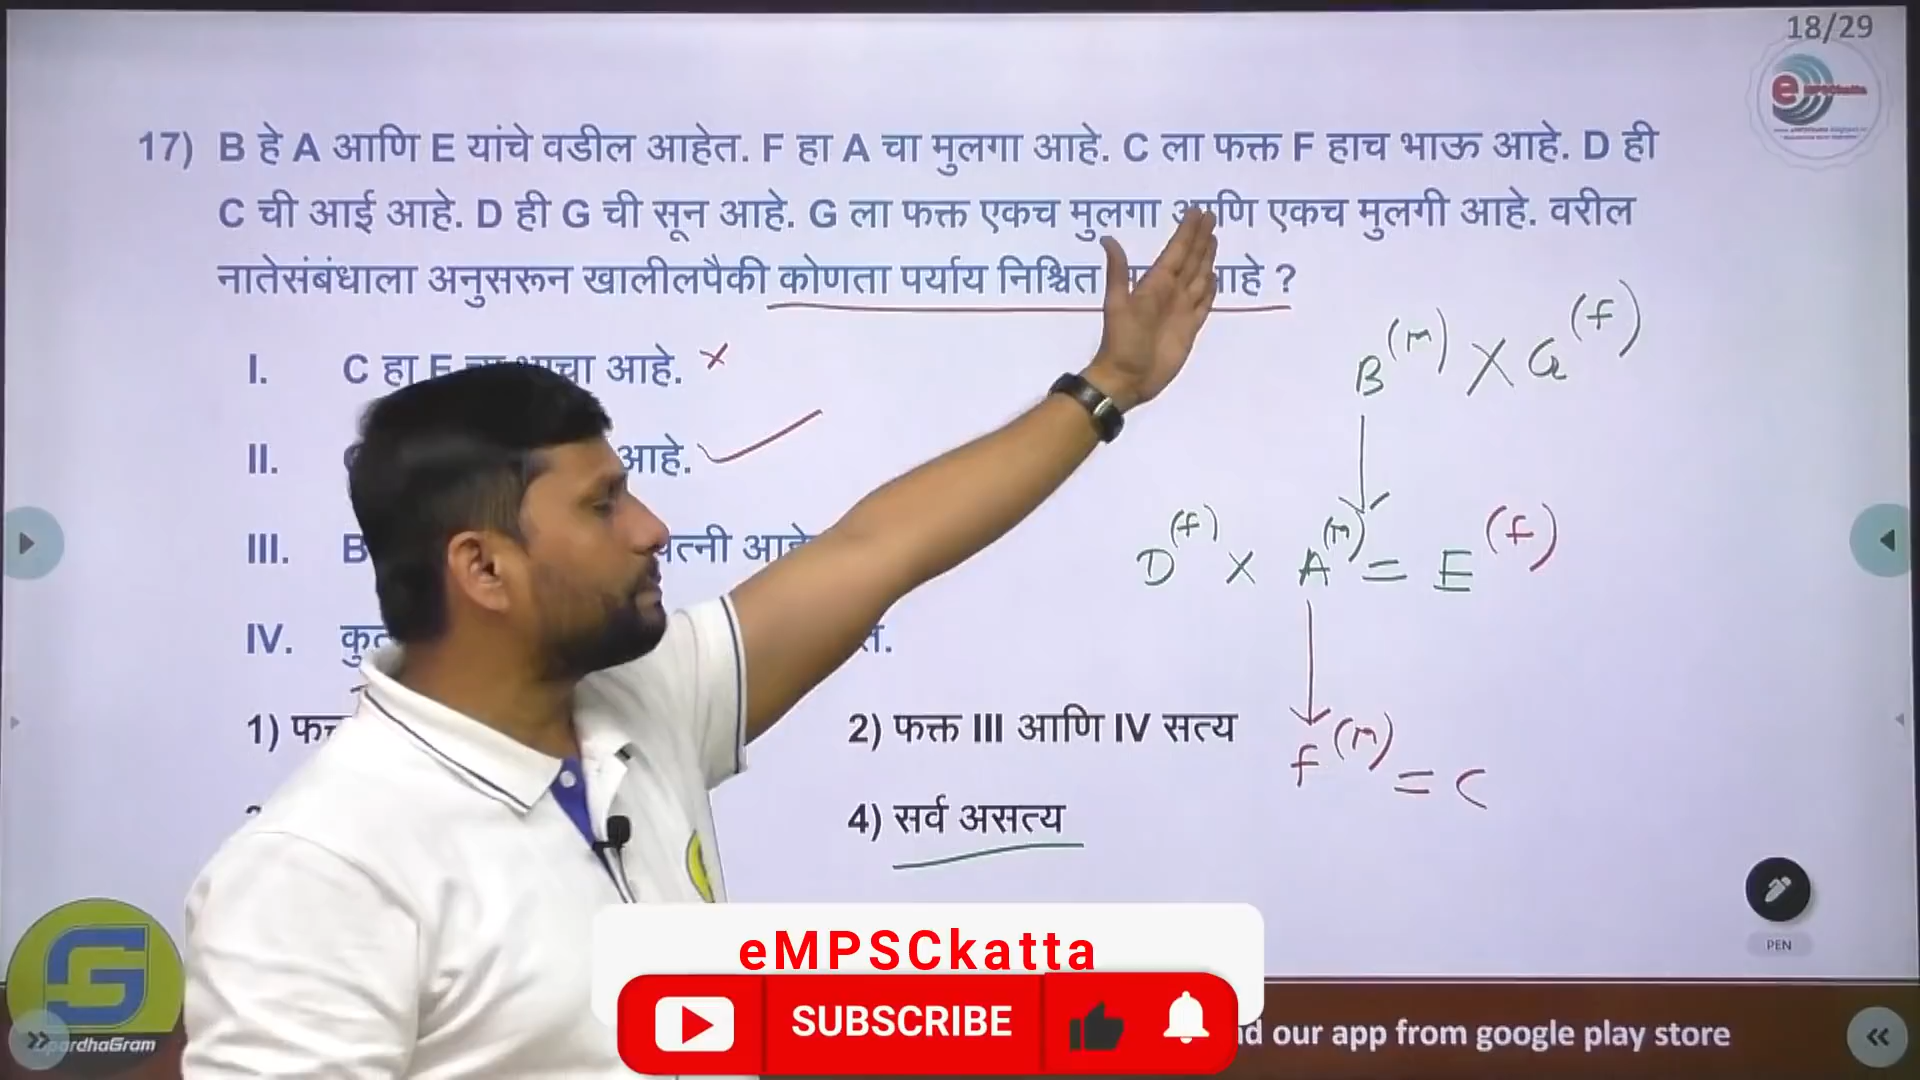 18/29
17) B हे A आणि E यांचे वडील आहेत. F हा A चा मुलगा आहे. C ला फक्त F हाच भाऊ आहे. D ही
C ची आई आहे. D ही G ची सून आहे. G ला फक्त एकच मुलगा आणि एकच मुलगी आहे. वरील
नातेसंबंधाला अनुसरून खालीलपैकी कोणता पर्याय निश्चित आहे ?
I. C हा E आहे. ×
II. आहे. ✓
III. B पत्नी
IV.
1)
2) फक्त III आणि IV सत्य
4) सर्व असत्य
B (m) × G (f)
D (f) × A (m) = E (f)
F (m) = C
PEN
eMPSCkatta
SUBSCRIBE
our app from google play store